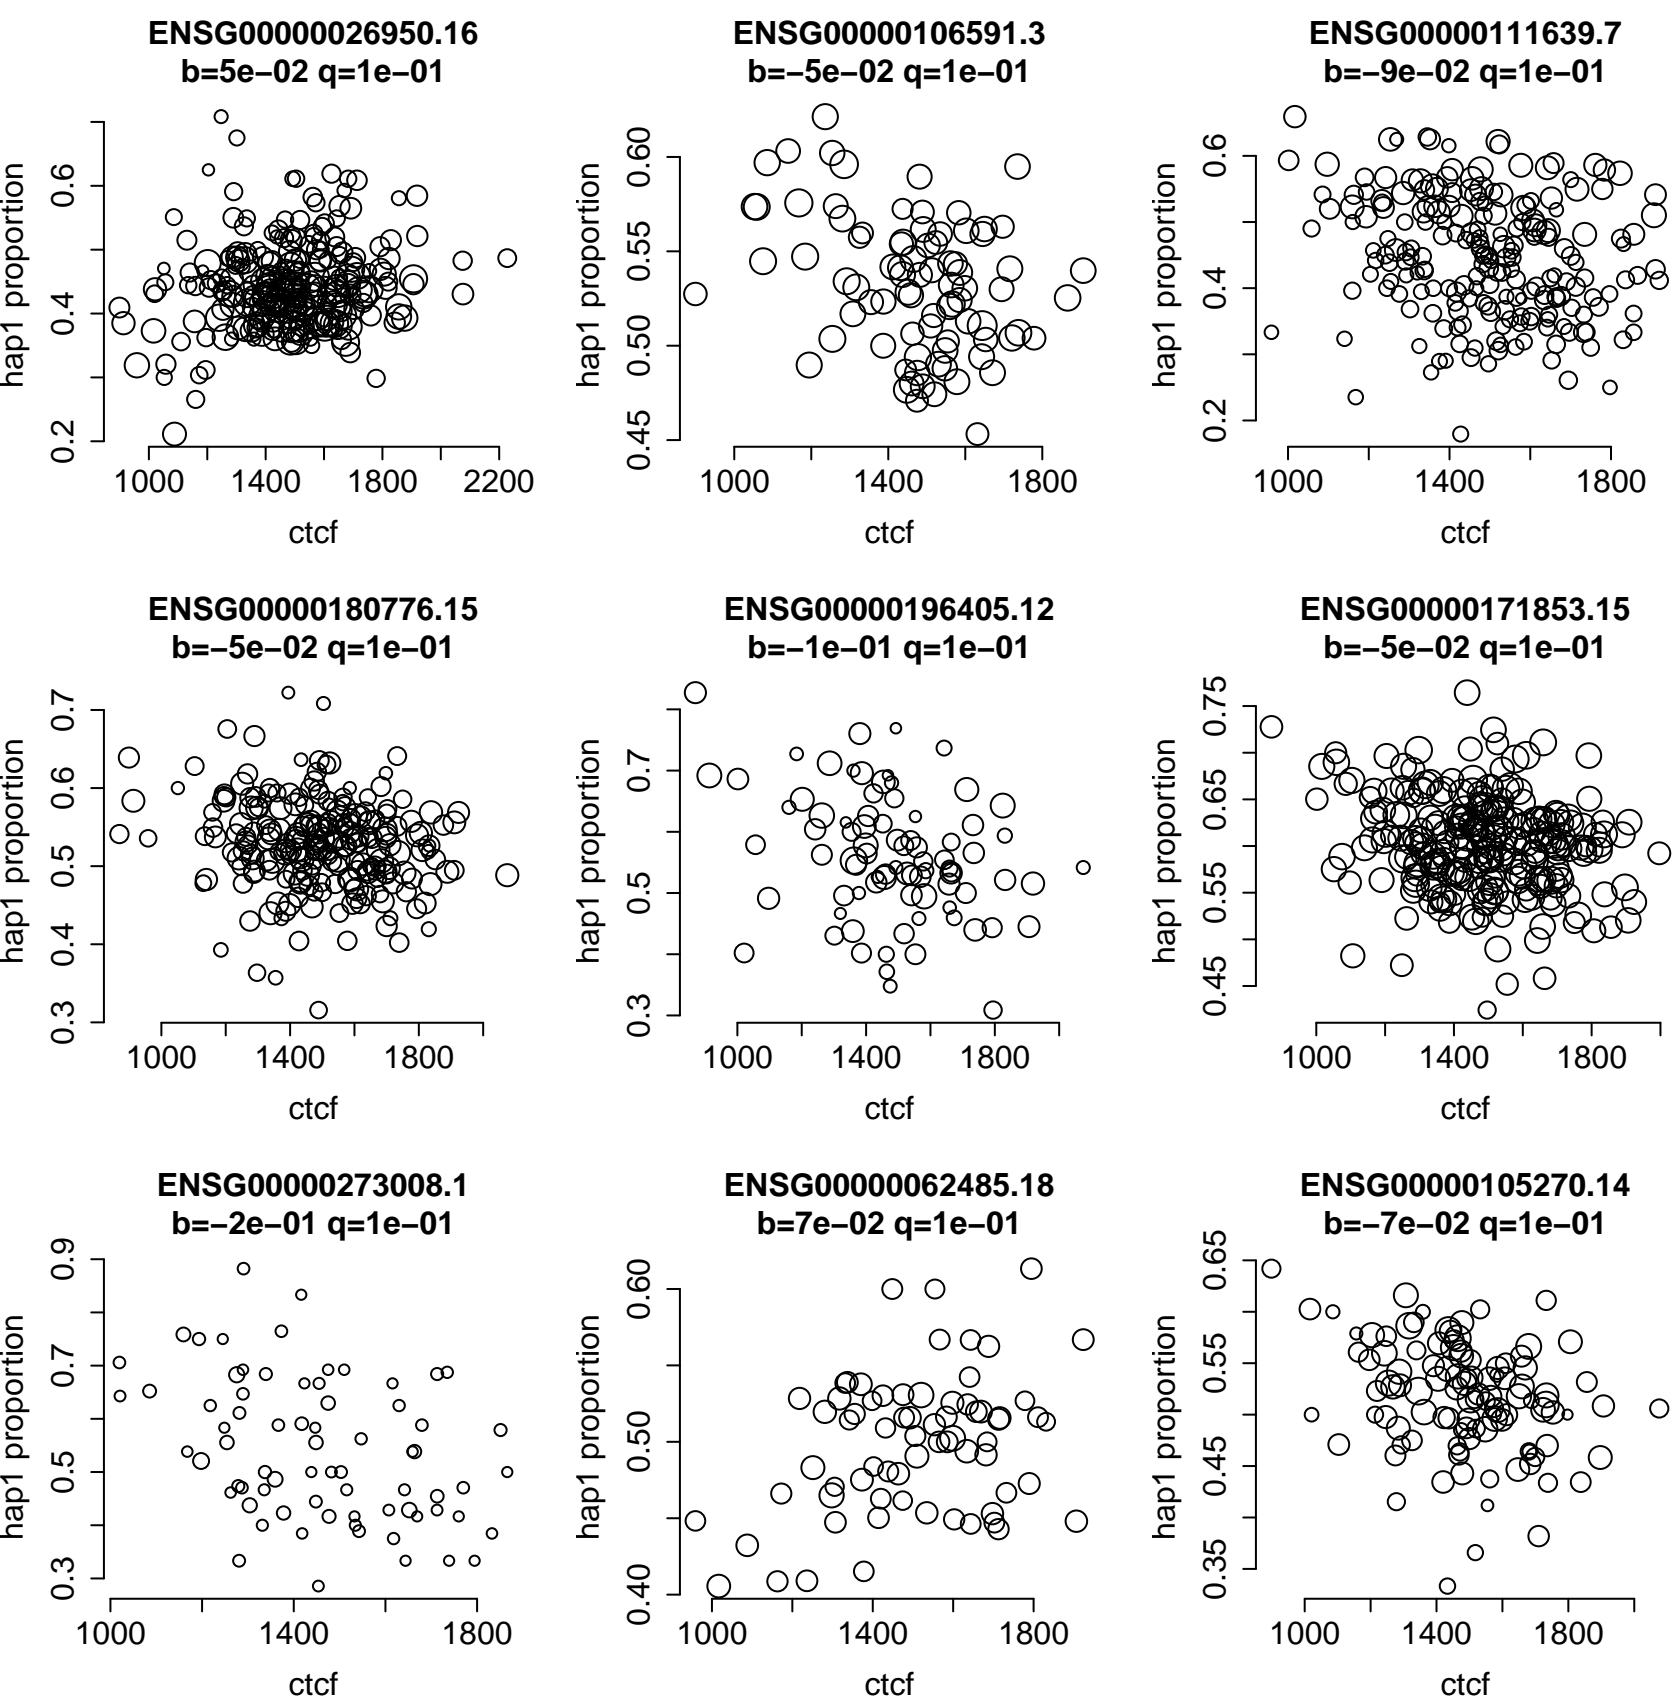 ENSG00000026950.16
b=5e−02 q=1e−01
hap1 proportion
0.2 0.4 0.6
1000 1400 1800 2200
ctcf
ENSG00000106591.3
b=−5e−02 q=1e−01
hap1 proportion
0.45 0.50 0.55 0.60
1000 1400 1800
ctcf
ENSG00000111639.7
b=−9e−02 q=1e−01
hap1 proportion
0.2 0.4 0.6
1000 1400 1800
ctcf
ENSG00000180776.15
b=−5e−02 q=1e−01
hap1 proportion
0.3 0.4 0.5 0.6 0.7
1000 1400 1800
ctcf
ENSG00000196405.12
b=−1e−01 q=1e−01
hap1 proportion
0.3 0.5 0.7
1000 1400 1800
ctcf
ENSG00000171853.15
b=−5e−02 q=1e−01
hap1 proportion
0.45 0.55 0.65 0.75
1000 1400 1800
ctcf
ENSG00000273008.1
b=−2e−01 q=1e−01
hap1 proportion
0.3 0.5 0.7 0.9
1000 1400 1800
ctcf
ENSG00000062485.18
b=7e−02 q=1e−01
hap1 proportion
0.40 0.50 0.60
1000 1400 1800
ctcf
ENSG00000105270.14
b=−7e−02 q=1e−01
hap1 proportion
0.35 0.45 0.55 0.65
1000 1400 1800
ctcf